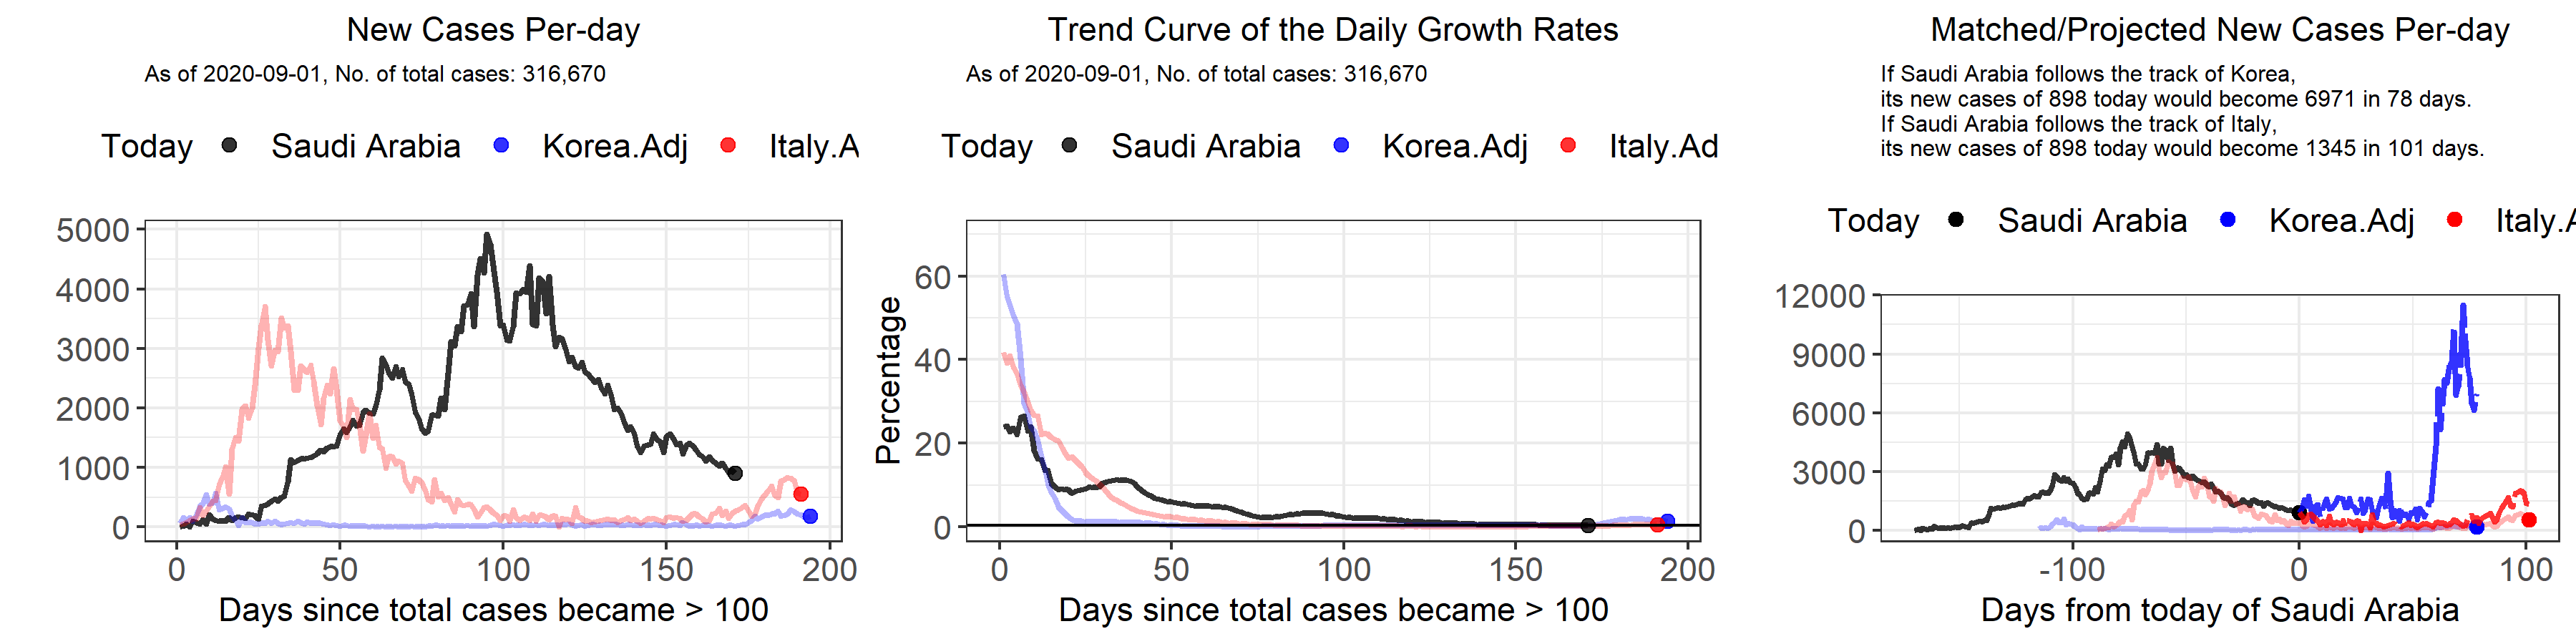 New Cases Per-day
As of 2020-09-01, No. of total cases: 316,670
Today Saudi Arabia Korea.Adj Italy.A
5000
4000
3000
2000
1000
0
0 50 100 150 200
Days since total cases became > 100
Trend Curve of the Daily Growth Rates
As of 2020-09-01, No. of total cases: 316,670
Today Saudi Arabia Korea.Adj Italy.Ad
Percentage
60
40
20
0
0 50 100 150 200
Days since total cases became > 100
Matched/Projected New Cases Per-day
If Saudi Arabia follows the track of Korea,
its new cases of 898 today would become 6971 in 78 days.
If Saudi Arabia follows the track of Italy,
its new cases of 898 today would become 1345 in 101 days.
Today Saudi Arabia Korea.Adj Italy.A
12000
9000
6000
3000
0
-100 0 100
Days from today of Saudi Arabia